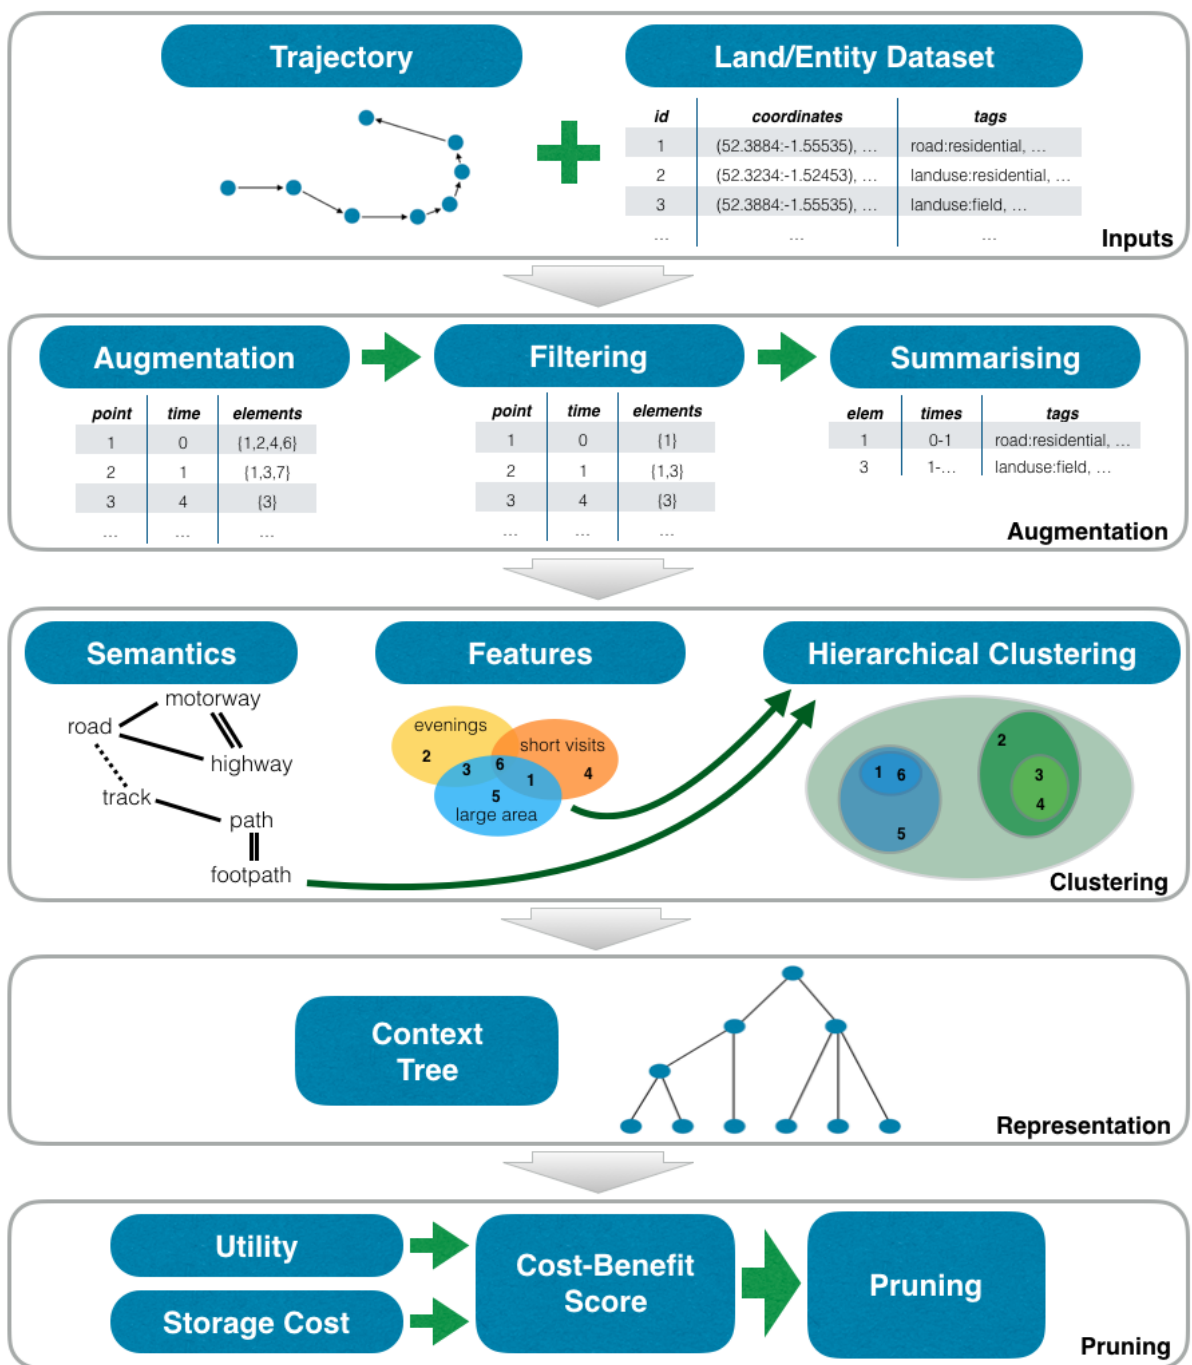 Trajectory
Land/Entity Dataset
id coordinates tags
1 (52.3884:-1.55535), ... road:residential, ...
2 (52.3234:-1.52453), ... landuse:residential, ...
3 (52.3884:-1.55535), ... landuse:field, ...
... ... ...
Inputs
Augmentation
Filtering
Summarising
point time elements
1 0 {1,2,4,6}
2 1 {1,3,7}
3 4 {3}
... ... ...
point time elements
1 0 {1}
2 1 {1,3}
3 4 {3}
... ... ...
elem times tags
1 0-1 road:residential, ...
3 1-... landuse:field, ...
Augmentation
Semantics
Features
Hierarchical Clustering
motorway
road
highway
track
path
footpath
evenings
short visits
2
3
6
1
4
5
large area
2
1 6
3
4
5
Clustering
Context
Tree
Representation
Utility
Storage Cost
Cost-Benefit
Score
Pruning
Pruning